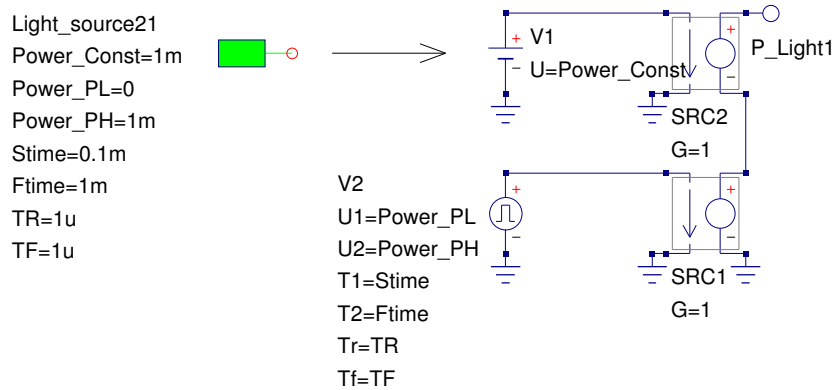 Light_source21
Power_Const=1m
Power_PL=0
Power_PH=1m
Stime=0.1m
Ftime=1m
TR=1u
TF=1u
V1
U=Power_Const
SRC2
G=1
P_Light1
V2
U1=Power_PL
U2=Power_PH
T1=Stime
T2=Ftime
Tr=TR
Tf=TF
SRC1
G=1